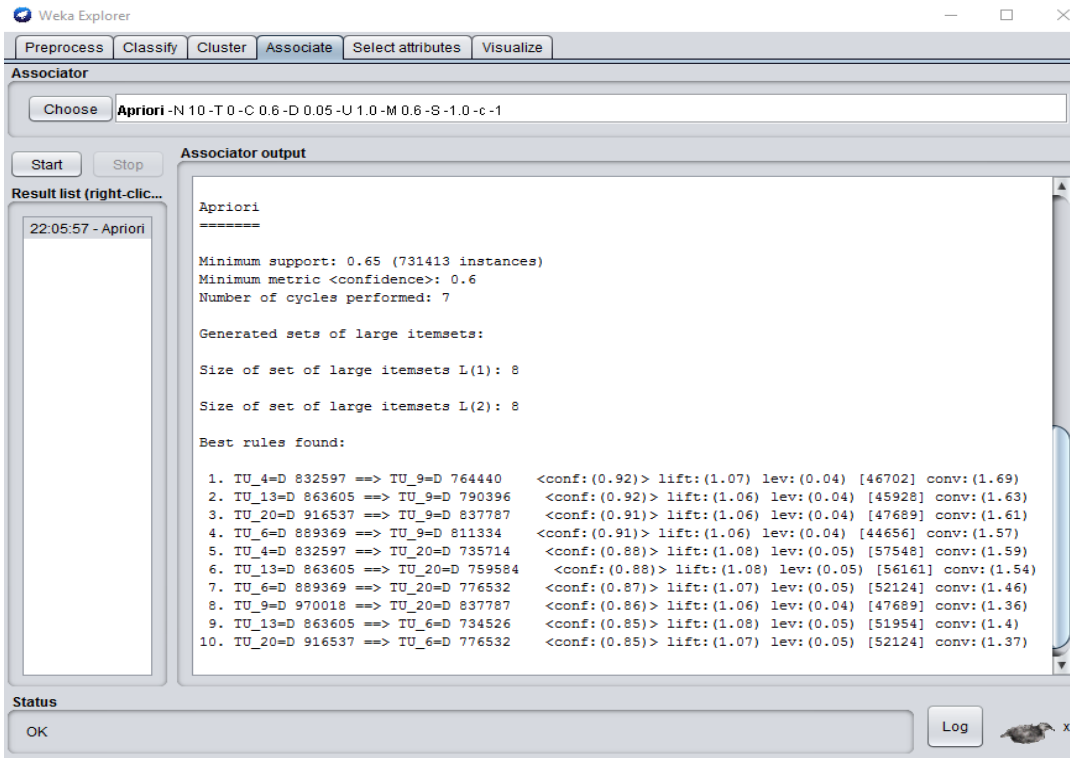 Weka Explorer
Preprocess Classify Cluster Associate Select attributes Visualize
Associator
Choose Apriori -N 10 -T 0 -C 0.6 -D 0.05 -U 1.0 -M 0.6 -S -1.0 -c -1
Start Stop
Result list (right-clic...
22:05:57 - Apriori
Associator output
Apriori
=======
Minimum support: 0.65 (731413 instances)
Minimum metric <confidence>: 0.6
Number of cycles performed: 7
Generated sets of large itemsets:
Size of set of large itemsets L(1): 8
Size of set of large itemsets L(2): 8
Best rules found:
1. TU_4=D 832597 ==> TU_9=D 764440 <conf:(0.92)> lift:(1.07) lev:(0.04) [46702] conv:(1.69)
2. TU_13=D 863605 ==> TU_9=D 790396 <conf:(0.92)> lift:(1.06) lev:(0.04) [45928] conv:(1.63)
3. TU_20=D 916537 ==> TU_9=D 837787 <conf:(0.91)> lift:(1.06) lev:(0.04) [47689] conv:(1.61)
4. TU_6=D 889369 ==> TU_9=D 811334 <conf:(0.91)> lift:(1.06) lev:(0.04) [44656] conv:(1.57)
5. TU_4=D 832597 ==> TU_20=D 735714 <conf:(0.88)> lift:(1.08) lev:(0.05) [57548] conv:(1.59)
6. TU_13=D 863605 ==> TU_20=D 759584 <conf:(0.88)> lift:(1.08) lev:(0.05) [56161] conv:(1.54)
7. TU_6=D 889369 ==> TU_20=D 776532 <conf:(0.87)> lift:(1.07) lev:(0.05) [52124] conv:(1.46)
8. TU_9=D 970018 ==> TU_20=D 837787 <conf:(0.86)> lift:(1.06) lev:(0.04) [47689] conv:(1.36)
9. TU_13=D 863605 ==> TU_6=D 734526 <conf:(0.85)> lift:(1.08) lev:(0.05) [51954] conv:(1.4)
10. TU_20=D 916537 ==> TU_6=D 776532 <conf:(0.85)> lift:(1.07) lev:(0.05) [52124] conv:(1.37)
Status
OK
Log
x